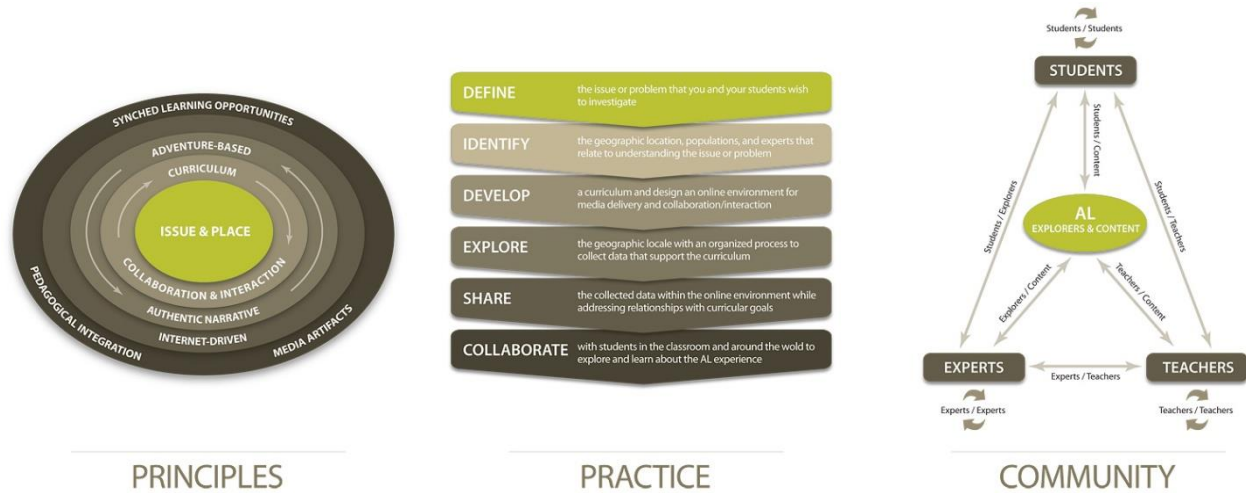 SYNCHED LEARNING OPPORTUNITIES
ADVENTURE-BASED
CURRICULUM
ISSUE & PLACE
COLLABORATION & INTERACTION
AUTHENTIC NARRATIVE
INTERNET-DRIVEN
PEDAGOGICAL INTEGRATION
MEDIA ARTIFACTS
PRINCIPLES
DEFINE
the issue or problem that you and your students wish
to investigate
IDENTIFY
the geographic location, populations, and experts that
relate to understanding the issue or problem
DEVELOP
a curriculum and design an online environment for
media delivery and collaboration/interaction
EXPLORE
the geographic locale with an organized process to
collect data that support the curriculum
SHARE
the collected data within the online environment while
addressing relationships with curricular goals
COLLABORATE
with students in the classroom and around the wold to
explore and learn about the AL experience
PRACTICE
Students / Students
STUDENTS
Students / Content
Students / Explorers
Students / Teachers
AL
EXPLORERS & CONTENT
Explorers / Content
Teachers / Content
EXPERTS
Experts / Teachers
TEACHERS
Experts / Experts
Teachers / Teachers
COMMUNITY